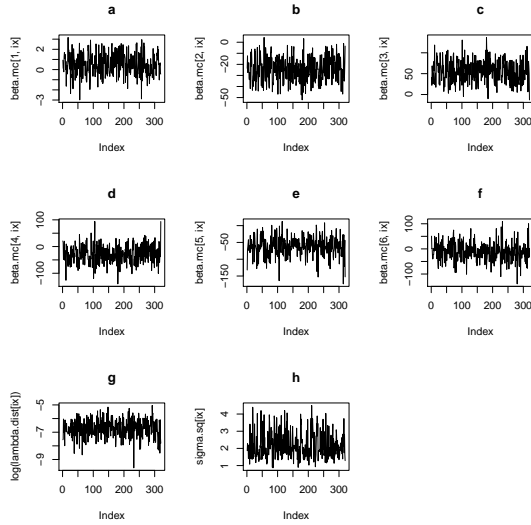 a
beta.mc[1, ix]
-3 0 1 2
0 100 200 300
Index
b
beta.mc[2, ix]
-50 -20 0
0 100 200 300
Index
c
beta.mc[3, ix]
0 50
0 100 200 300
Index
d
beta.mc[4, ix]
-100 0 50 100
0 100 200 300
Index
e
beta.mc[5, ix]
-150 -50
0 100 200 300
Index
f
beta.mc[6, ix]
-100 0 50 100
0 100 200 300
Index
g
log(lambda.dist[ix])
-9 -7 -5
0 100 200 300
Index
h
sigma.sq[ix]
1 2 3 4
0 100 200 300
Index